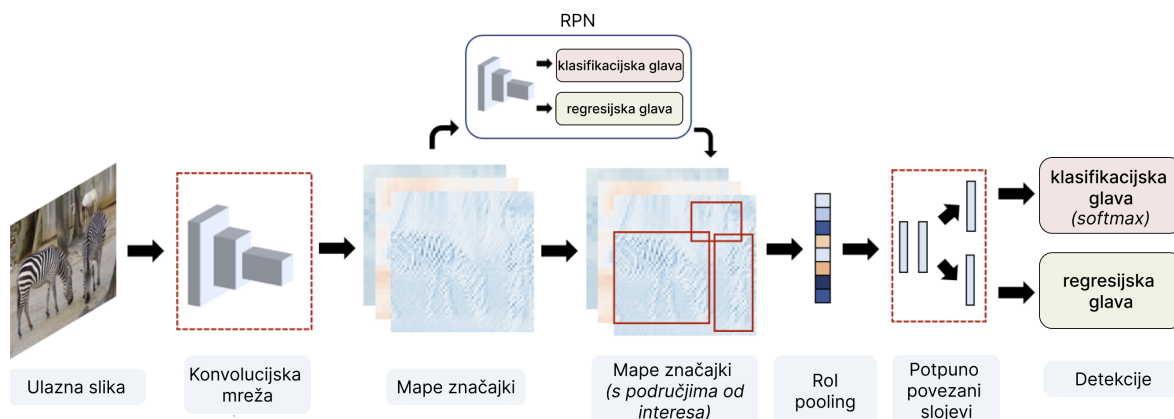 RPN
klasifikacijska glava
regresijska glava
klasifikacijska
glava
(softmax)
regresijska
glava
Ulazna slika
Konvolucijska
mreža
Mape značajki
Mape značajki
(s područjima od
interesa)
RoI
pooling
Potpuno
povezani
slojevi
Detekcije